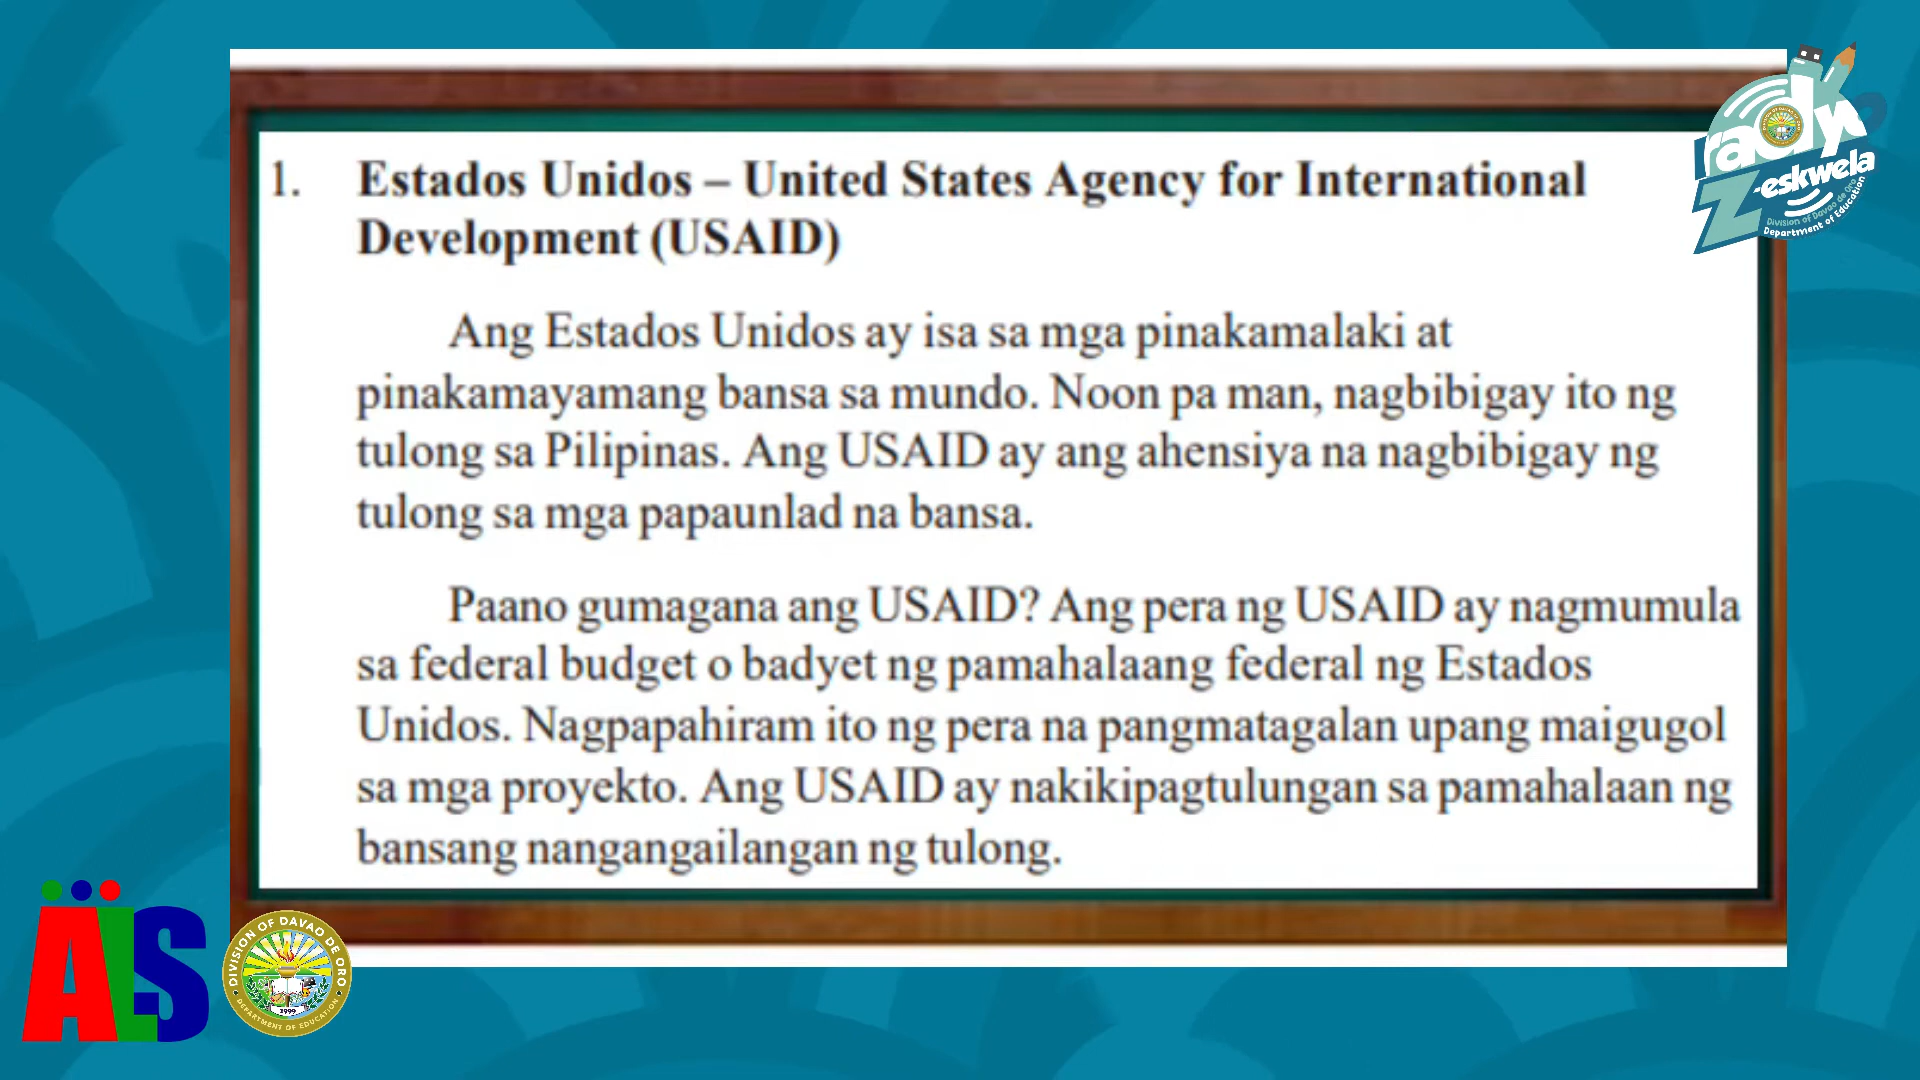 1. Estados Unidos – United States Agency for International
Development (USAID)
Ang Estados Unidos ay isa sa mga pinakamalaki at
pinakamayamang bansa sa mundo. Noon pa man, nagbibigay ito ng
tulong sa Pilipinas. Ang USAID ay ang ahensiya na nagbibigay ng
tulong sa mga papaunlad na bansa.
Paano gumagana ang USAID? Ang pera ng USAID ay nagmumula
sa federal budget o badyet ng pamahalaang federal ng Estados
Unidos. Nagpapahiram ito ng pera na pangmatagalan upang maigugol
sa mga proyekto. Ang USAID ay nakikipagtulungan sa pamahalaan ng
bansang nangangailangan ng tulong.
radyo
Z-eskwela
Division of Davao de Oro
Department of Education
ALS
DIVISION OF DAVAO DE ORO
1999
DEPARTMENT OF EDUCATION